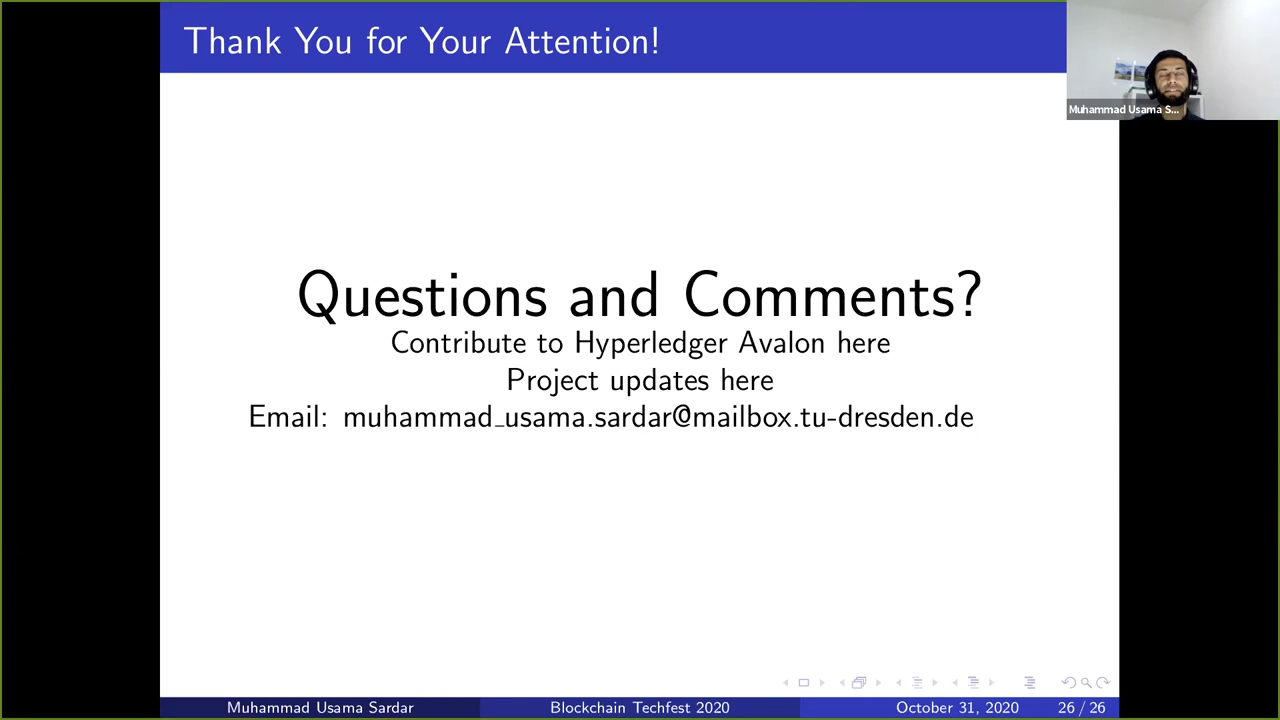 Thank You for Your Attention!
Muhammad Usama S...
Questions and Comments?
Contribute to Hyperledger Avalon here
Project updates here
Email: muhammad_usama.sardar@mailbox.tu-dresden.de
Muhammad Usama Sardar
Blockchain Techfest 2020
October 31, 2020
26 / 26